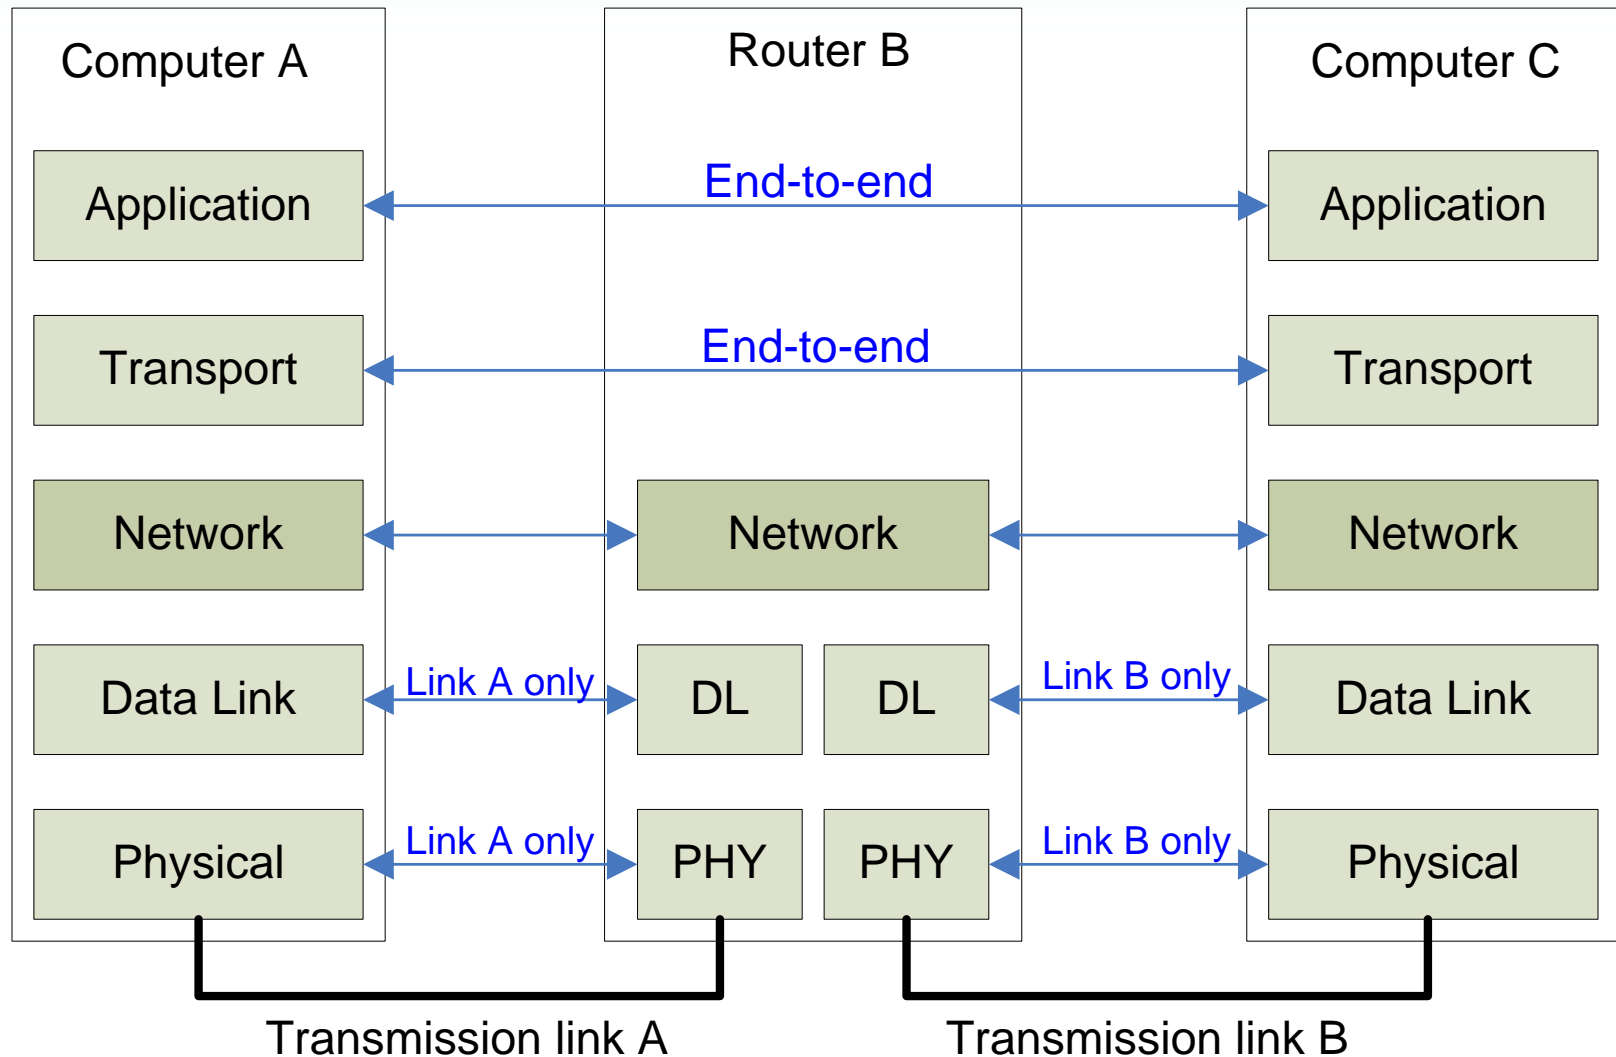 Computer A
Router B
Computer C
Application
End-to-end
Application
Transport
End-to-end
Transport
Network
Network
Network
Data Link
Link A only
DL
DL
Link B only
Data Link
Physical
Link A only
PHY
PHY
Link B only
Physical
Transmission link A
Transmission link B